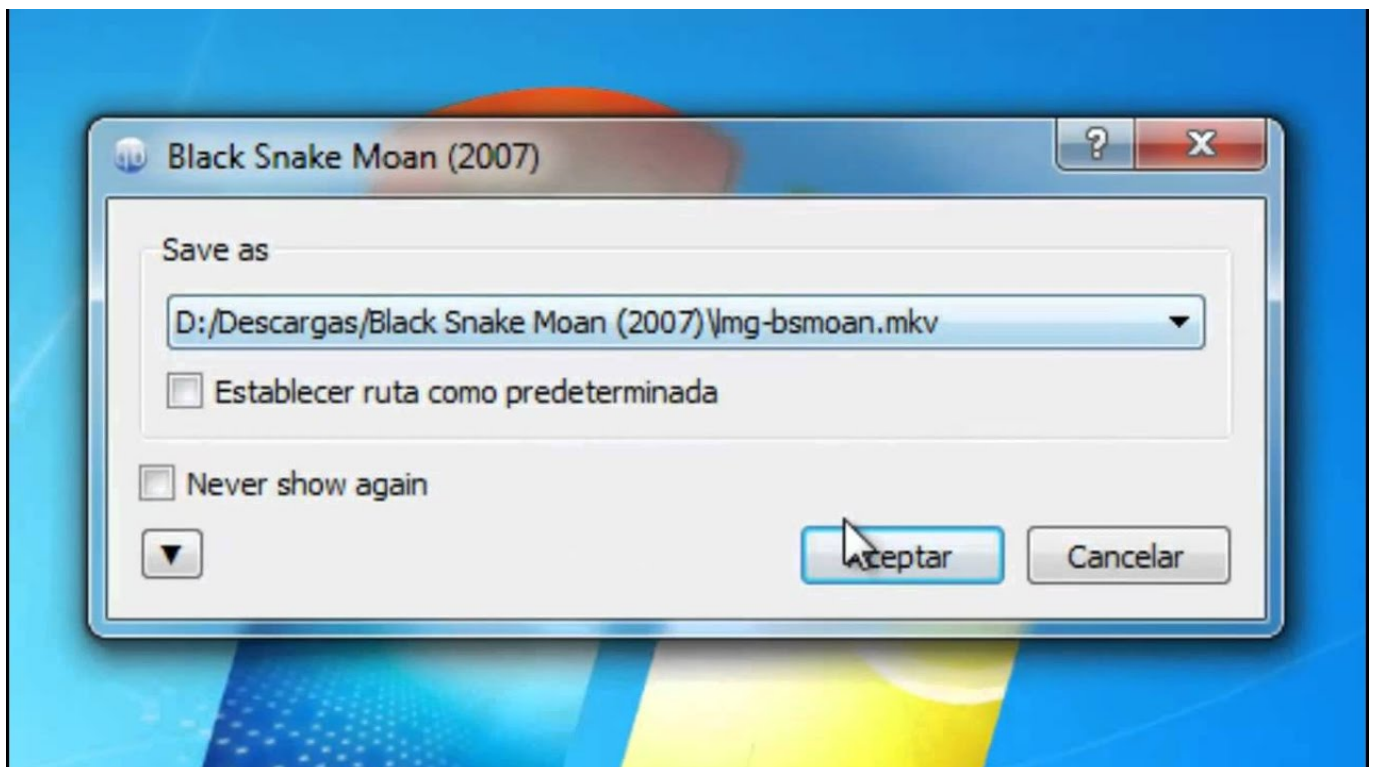 Black Snake Moan (2007)
Save as
D:/Descargas/Black Snake Moan (2007)\lmg-bsmoan.mkv
Establecer ruta como predeterminada
Never show again
Aceptar
Cancelar